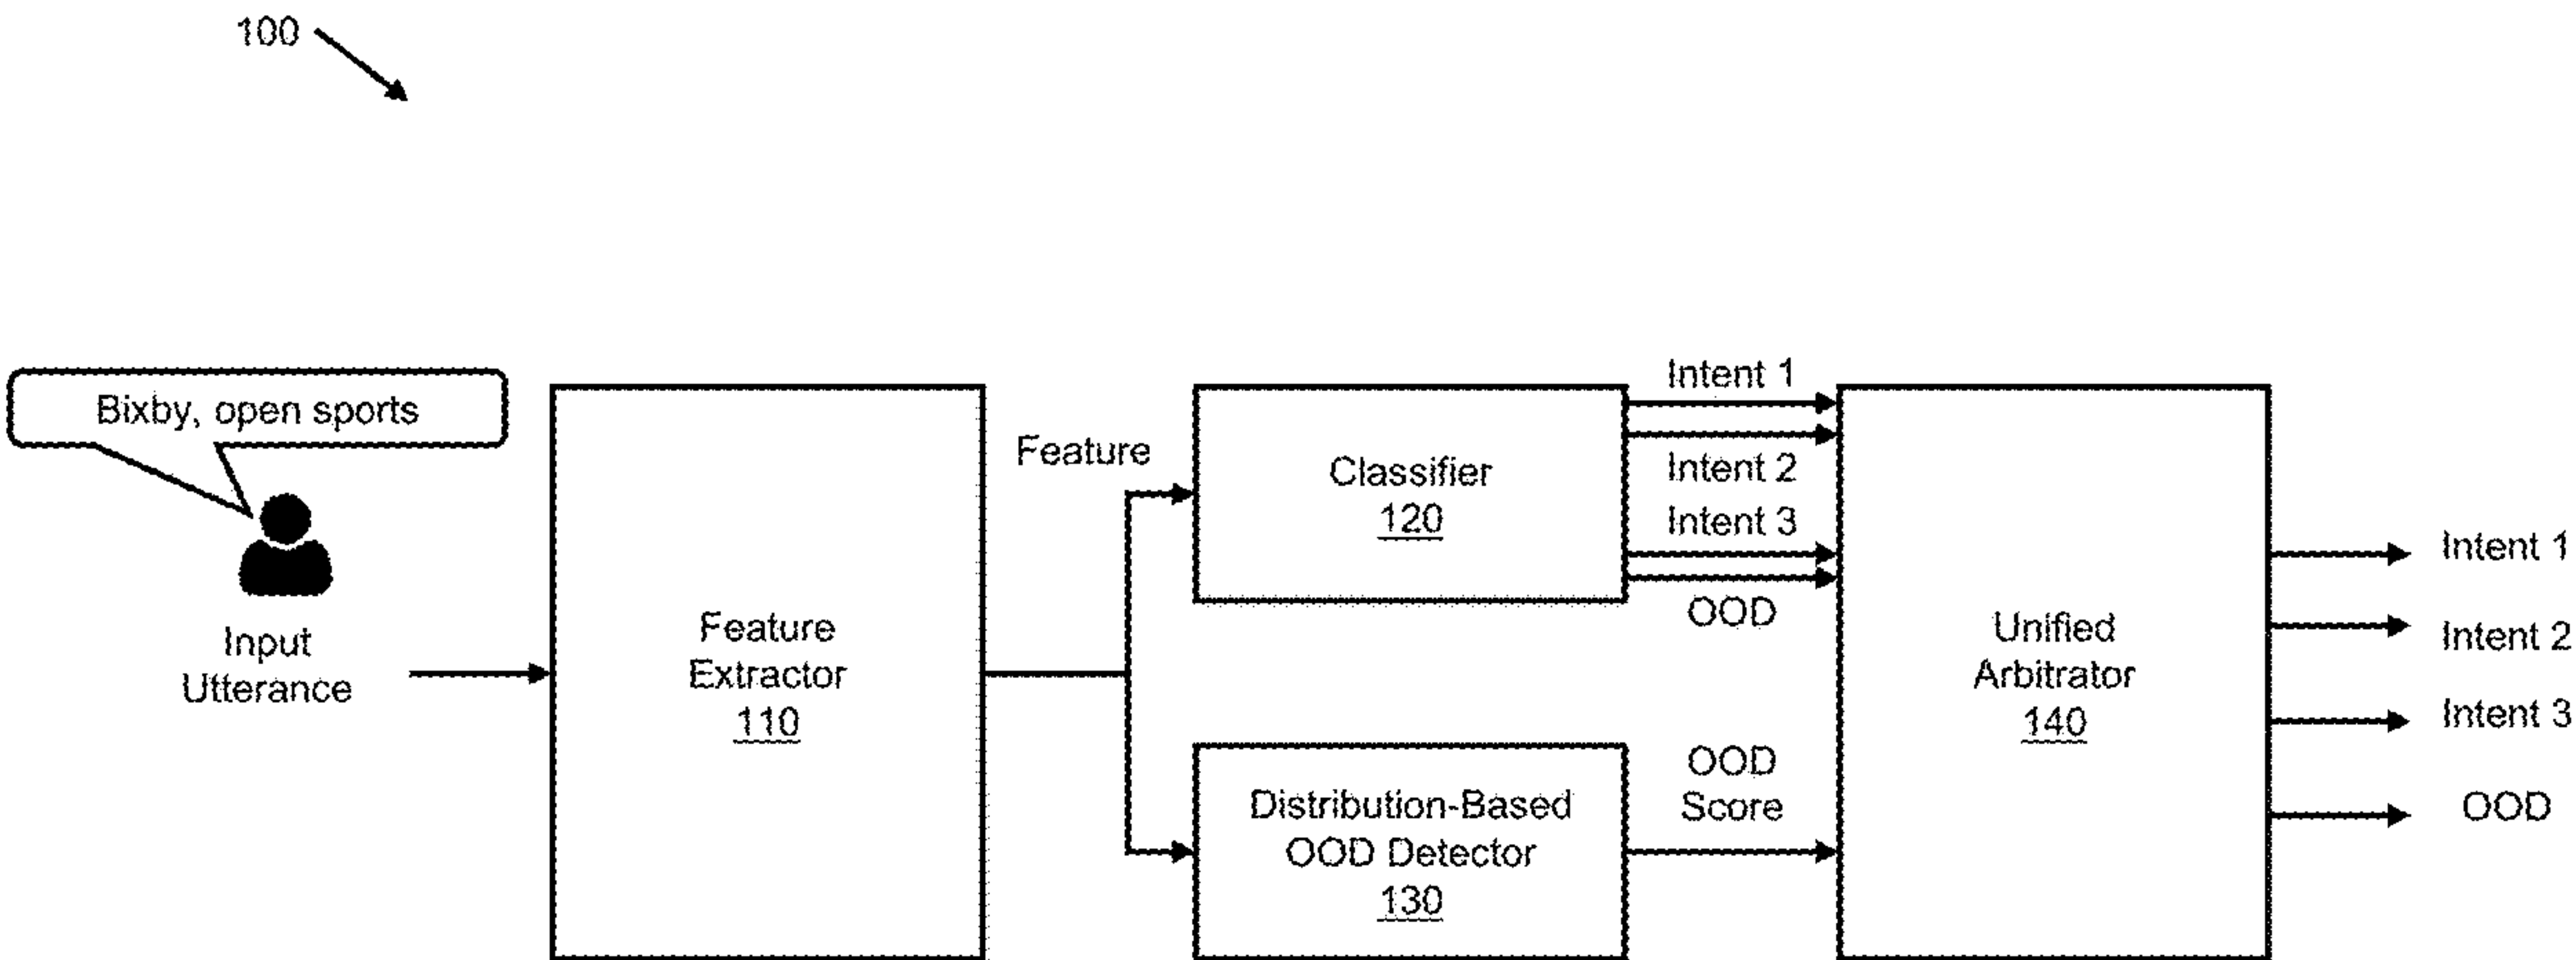 100
Bixby, open sports
Input
Utterance
Feature
Extractor
110
Feature
Classifier
120
Intent 1
Intent 2
Intent 3
OOD
Distribution-Based
OOD Detector
130
OOD
Score
Unified
Arbitrator
140
Intent 1
Intent 2
Intent 3
OOD